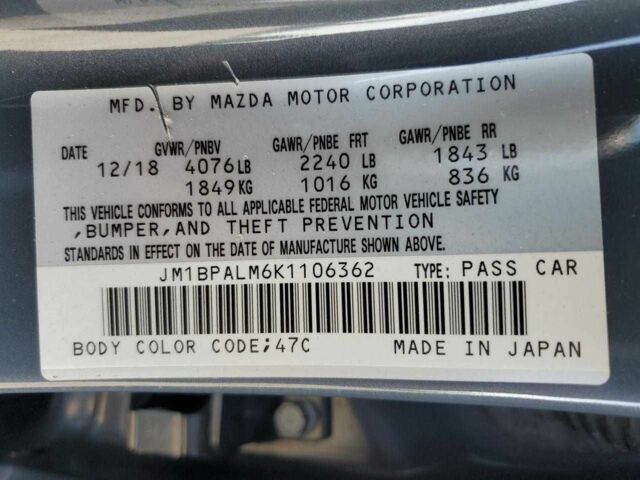 MFD. BY MAZDA MOTOR CORPORATION
DATE GVWR/PNBV GAWR/PNBE FRT GAWR/PNBE RR
12/18 4076LB 2240 LB 1843 LB
1849KG 1016 KG 836 KG
THIS VEHICLE CONFORMS TO ALL APPLICABLE FEDERAL MOTOR VEHICLE SAFETY
,BUMPER,AND THEFT PREVENTION
STANDARDS IN EFFECT ON THE DATE OF MANUFACTURE SHOWN ABOVE.
JM1BPALM6K1106362 TYPE: PASS CAR
BODY COLOR CODE;47C MADE IN JAPAN